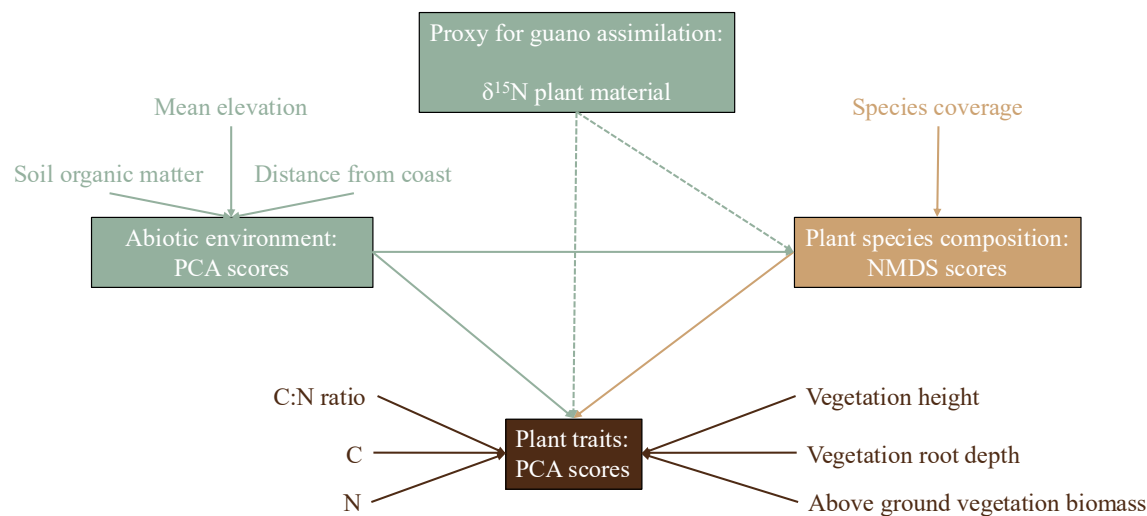 Proxy for guano assimilation:
δ¹⁵N plant material
Mean elevation
Species coverage
Soil organic matter
Distance from coast
Abiotic environment:
PCA scores
Plant species composition:
NMDS scores
C:N ratio
Vegetation height
Plant traits:
PCA scores
C
Vegetation root depth
N
Above ground vegetation biomass